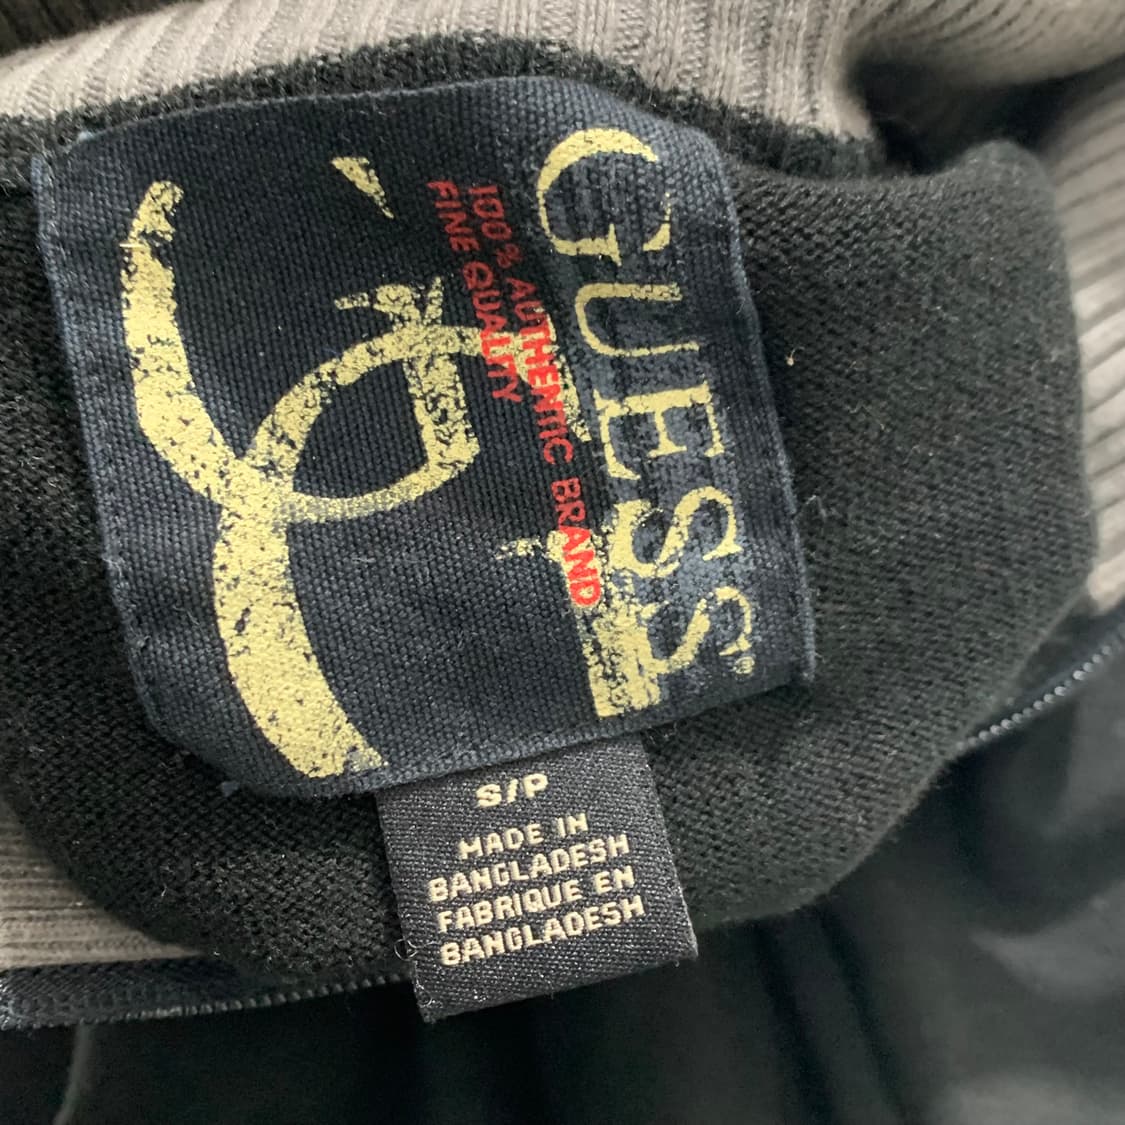 GUESS®
100% AUTHENTIC BRAND
FINE QUALITY
S/P
MADE IN
BANGLADESH
FABRIQUE EN
BANGLADESH